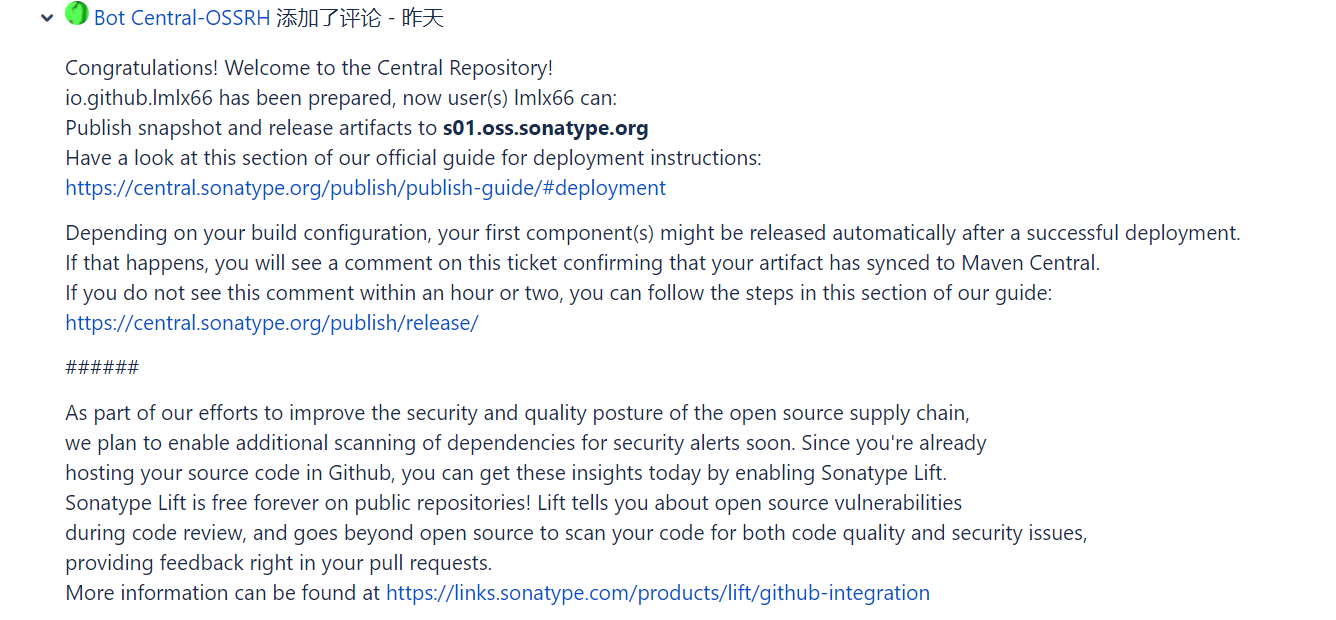 Bot Central-OSSRH 添加了评论 - 昨天
Congratulations! Welcome to the Central Repository!
io.github.lmlx66 has been prepared, now user(s) lmlx66 can:
Publish snapshot and release artifacts to s01.oss.sonatype.org
Have a look at this section of our official guide for deployment instructions:
https://central.sonatype.org/publish/publish-guide/#deployment
Depending on your build configuration, your first component(s) might be released automatically after a successful deployment.
If that happens, you will see a comment on this ticket confirming that your artifact has synced to Maven Central.
If you do not see this comment within an hour or two, you can follow the steps in this section of our guide:
https://central.sonatype.org/publish/release/
######
As part of our efforts to improve the security and quality posture of the open source supply chain,
we plan to enable additional scanning of dependencies for security alerts soon. Since you're already
hosting your source code in Github, you can get these insights today by enabling Sonatype Lift.
Sonatype Lift is free forever on public repositories! Lift tells you about open source vulnerabilities
during code review, and goes beyond open source to scan your code for both code quality and security issues,
providing feedback right in your pull requests.
More information can be found at https://links.sonatype.com/products/lift/github-integration